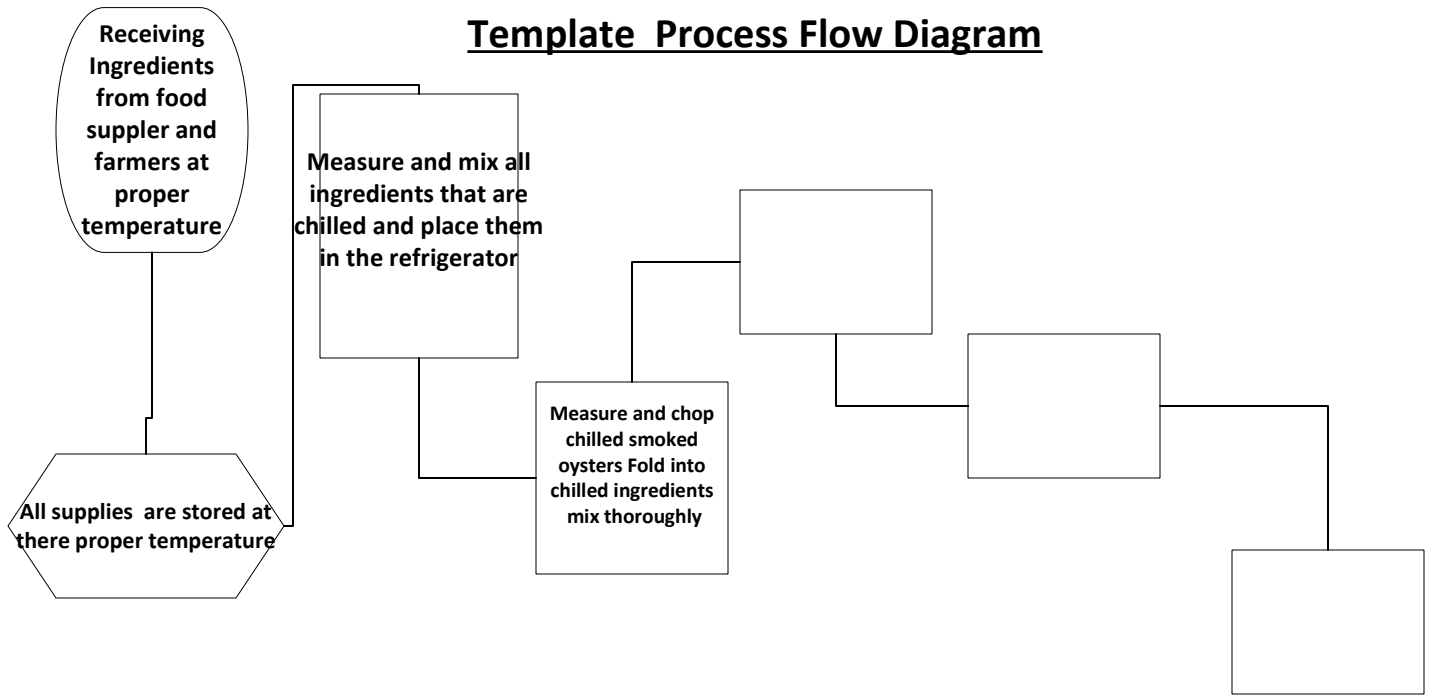 Template Process Flow Diagram
Receiving
Ingredients
from food
suppler and
farmers at
proper
temperature
Measure and mix all
ingredients that are
chilled and place them
in the refrigerator
Measure and chop
chilled smoked
oysters Fold into
chilled ingredients
mix thoroughly
All supplies are stored at
there proper temperature